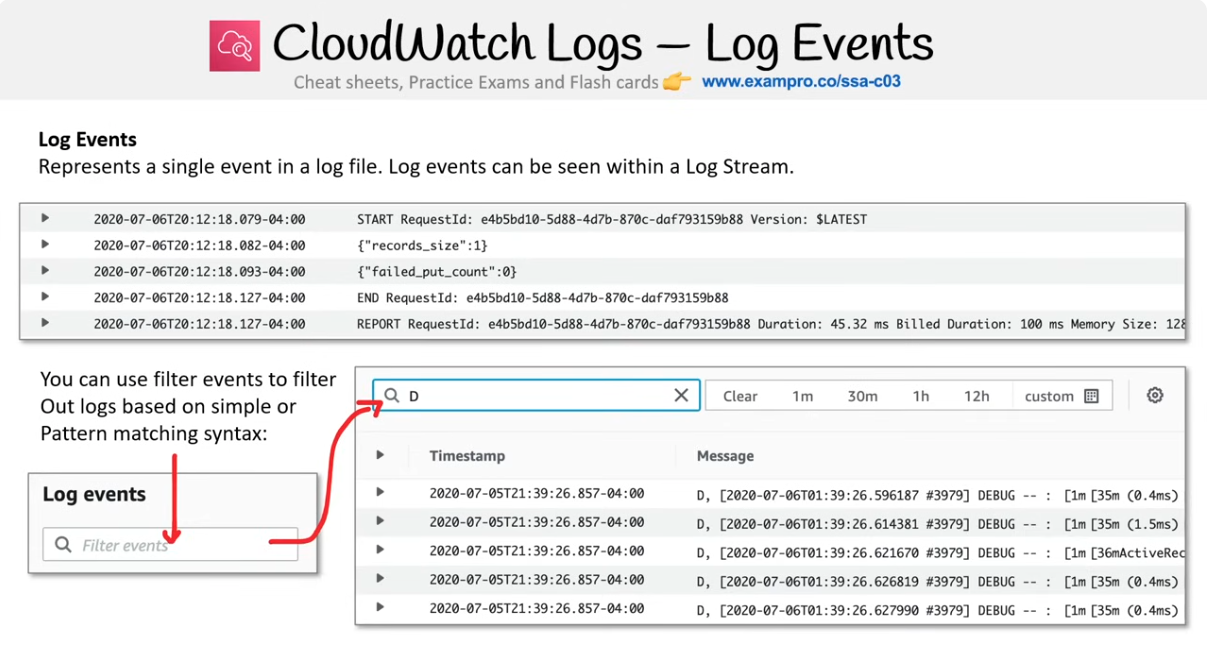 CloudWatch Logs – Log Events
Cheat sheets, Practice Exams and Flash cards 👉 www.exampro.co/ssa-c03
Log Events
Represents a single event in a log file. Log events can be seen within a Log Stream.
2020-07-06T20:12:18.079-04:00 START RequestId: e4b5bd10-5d88-4d7b-870c-daf793159b88 Version: $LATEST
2020-07-06T20:12:18.082-04:00 {"records_size":1}
2020-07-06T20:12:18.093-04:00 {"failed_put_count":0}
2020-07-06T20:12:18.127-04:00 END RequestId: e4b5bd10-5d88-4d7b-870c-daf793159b88
2020-07-06T20:12:18.127-04:00 REPORT RequestId: e4b5bd10-5d88-4d7b-870c-daf793159b88 Duration: 45.32 ms Billed Duration: 100 ms Memory Size: 128
You can use filter events to filter
Out logs based on simple or
Pattern matching syntax:
Log events
Filter events
D
Clear 1m 30m 1h 12h custom
Timestamp Message
2020-07-05T21:39:26.857-04:00 D, [2020-07-06T01:39:26.596187 #3979] DEBUG -- : [1m [35m (0.4ms)
2020-07-05T21:39:26.857-04:00 D, [2020-07-06T01:39:26.614381 #3979] DEBUG -- : [1m [35m (1.5ms)
2020-07-05T21:39:26.857-04:00 D, [2020-07-06T01:39:26.621670 #3979] DEBUG -- : [1m [36mActiveRec
2020-07-05T21:39:26.857-04:00 D, [2020-07-06T01:39:26.626819 #3979] DEBUG -- : [1m [35m (0.4ms)
2020-07-05T21:39:26.857-04:00 D, [2020-07-06T01:39:26.627990 #3979] DEBUG -- : [1m [35m (0.4ms)